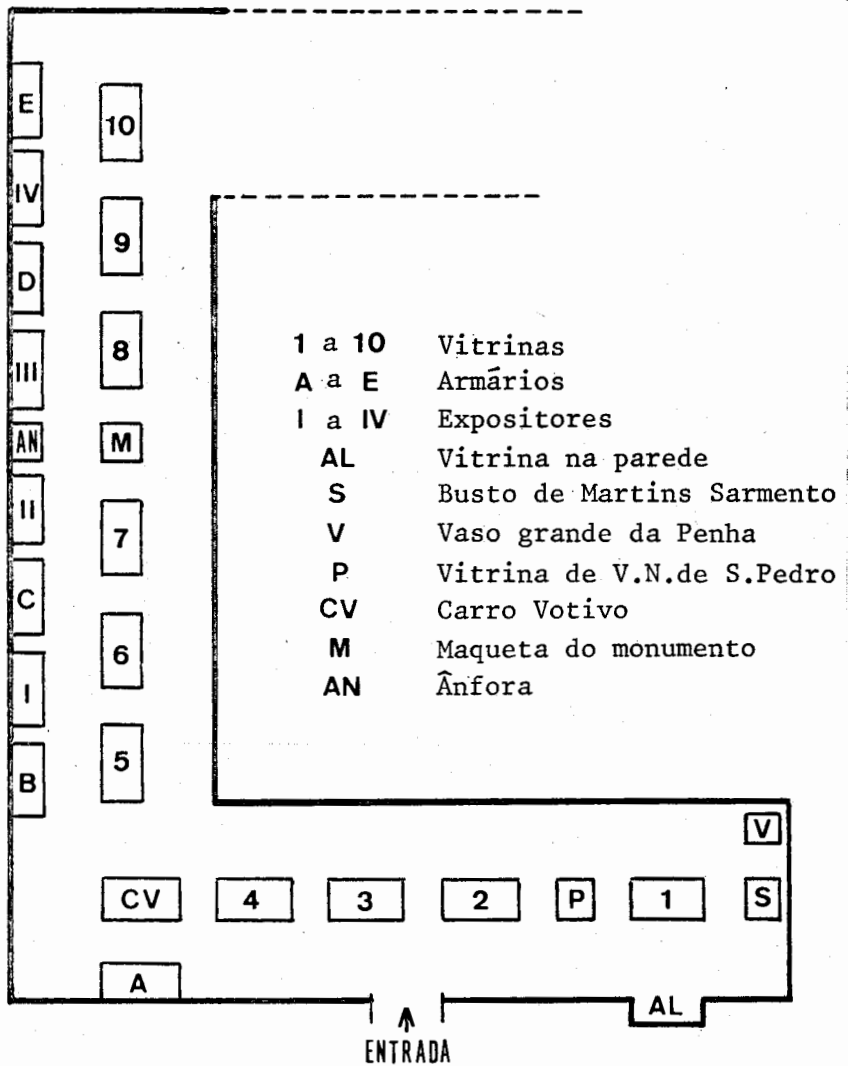 E
10
IV
9
D
8
III
AN M
II
7
C
6
I
5
B
1 a 10 Vitrinas
A a E Armários
I a IV Expositores
AL Vitrina na parede
S Busto de Martins Sarmento
V Vaso grande da Penha
P Vitrina de V.N.de S.Pedro
CV Carro Votivo
M Maqueta do monumento
AN Ânfora
V
CV 4 3 2 P 1 S
A
AL
ENTRADA